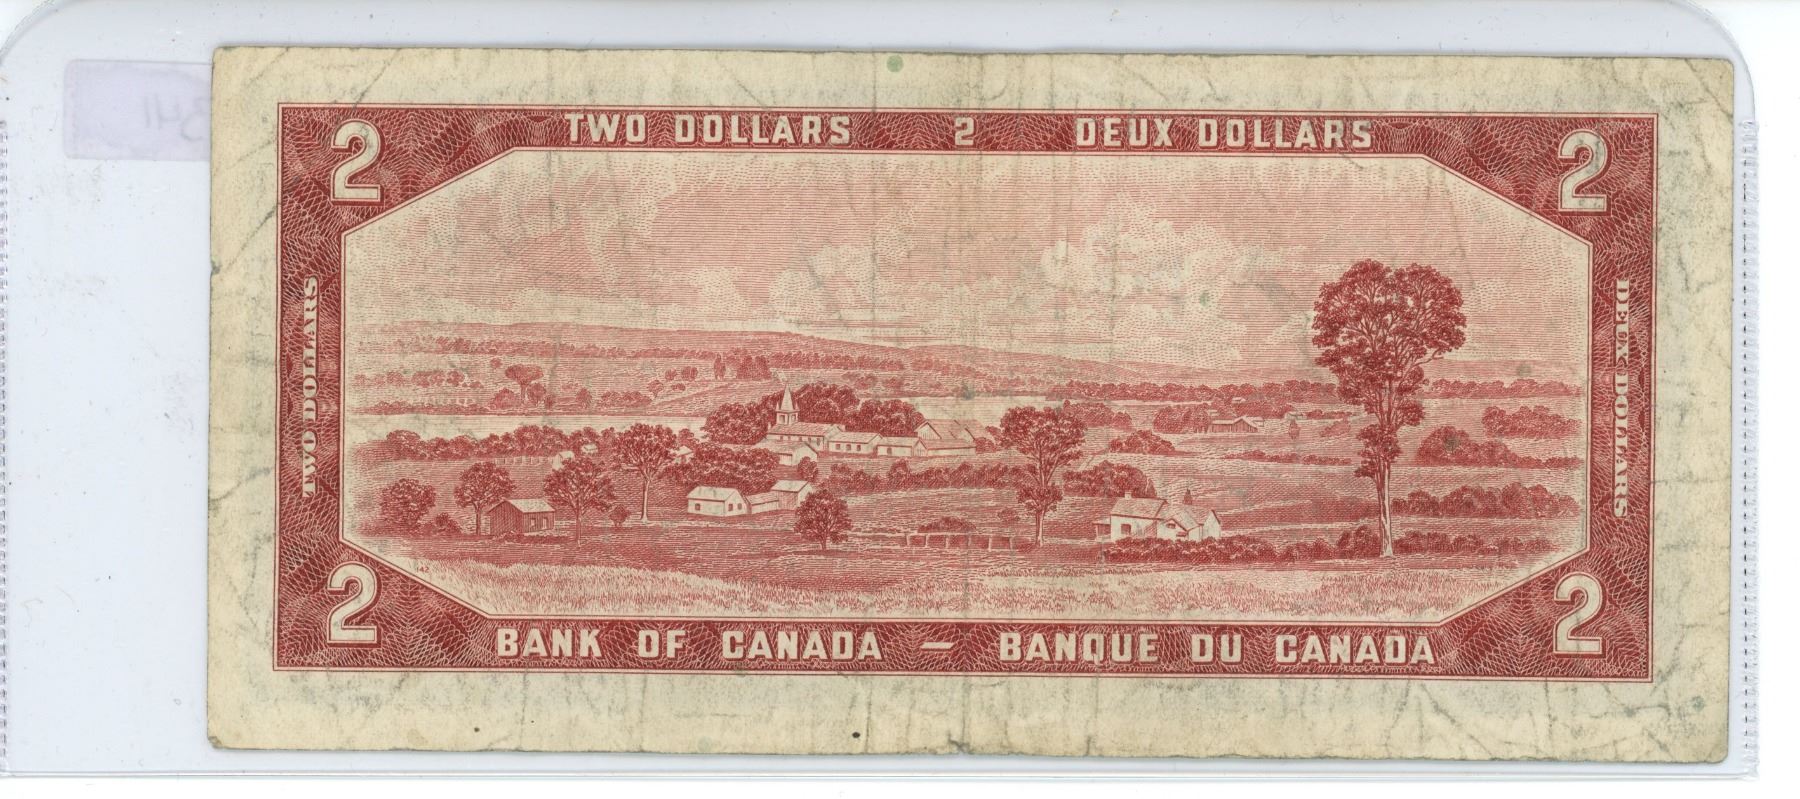 TWO DOLLARS 2 DEUX DOLLARS
2 2
TWO DOLLARS
DEUX DOLLARS
2 2
BANK OF CANADA — BANQUE DU CANADA